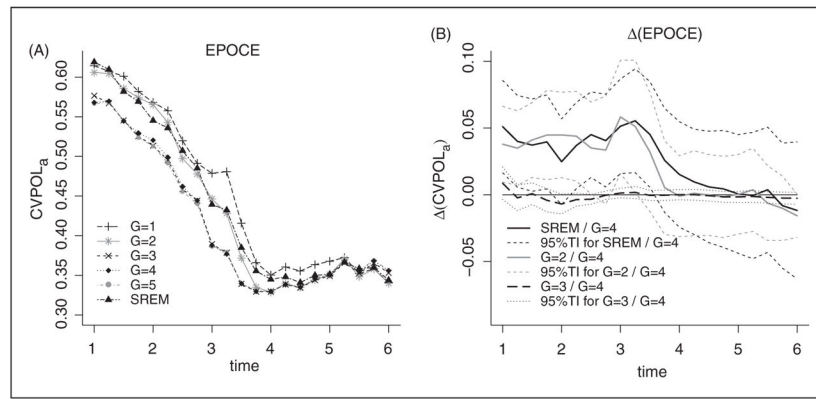 (A)
EPOCE
CVPOLₐ
0.60
0.55
0.50
0.45
0.40
0.35
0.30
G=1
G=2
G=3
G=4
G=5
SREM
1 2 3 4 5 6
time
(B)
Δ(EPOCE)
Δ(CVPOLₐ)
0.10
0.05
0.00
−0.05
SREM / G=4
95%TI for SREM / G=4
G=2 / G=4
95%TI for G=2 / G=4
G=3 / G=4
95%TI for G=3 / G=4
1 2 3 4 5 6
time